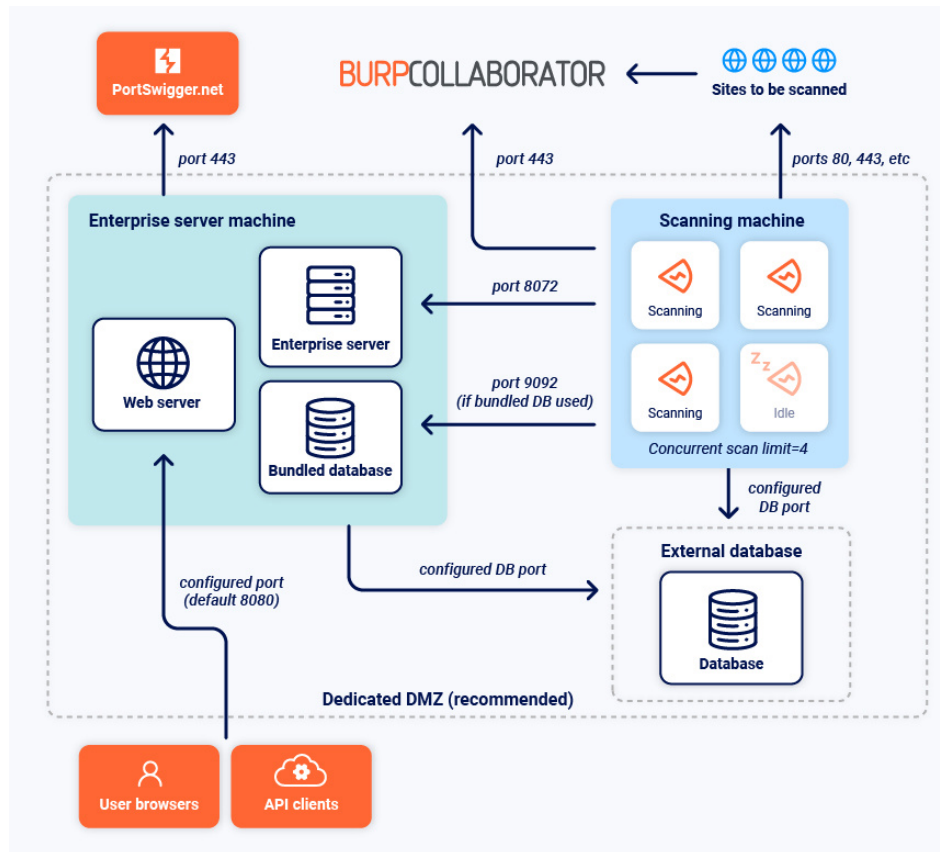 PortSwigger.net
BURPCOLLABORATOR
Sites to be scanned
port 443
port 443
ports 80, 443, etc
Enterprise server machine
Enterprise server
Web server
Bundled database
port 8072
port 9092
(if bundled DB used)
Scanning machine
Scanning
Scanning
Scanning
Z z
Idle
Concurrent scan limit=4
configured
DB port
External database
Database
configured DB port
configured port
(default 8080)
Dedicated DMZ (recommended)
User browsers
API clients